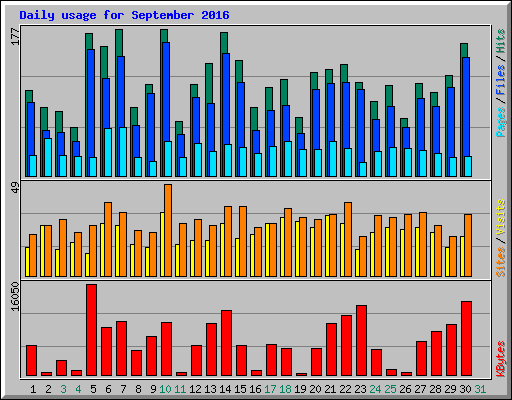 Daily usage for September 2016
177
Pages / Files / Hits
49
Sites / Visits
16050
KBytes
1 2 3 4 5 6 7 8 9 10 11 12 13 14 15 16 17 18 19 20 21 22 23 24 25 26 27 28 29 30 31